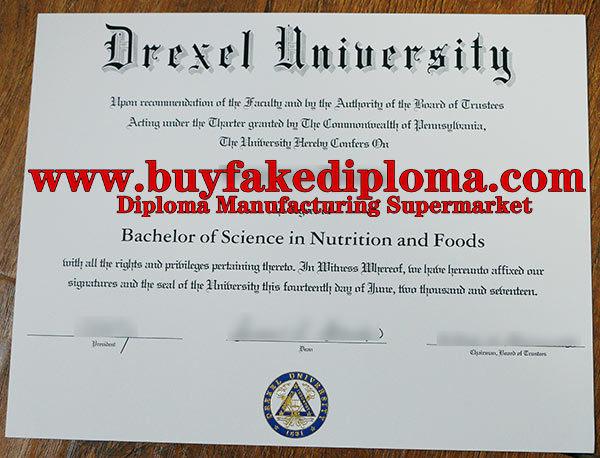 Drexel University
Upon recommendation of the Faculty and by the Authority of the Board of Trustees
Acting under the Charter granted by The Commonwealth of Pennsylvania,
The University Hereby Confers On
www.buyfakediploma.com
Diploma Manufacturing Supermarket
Bachelor of Science in Nutrition and Foods
with all the rights and privileges pertaining thereto. In Witness Whereof, we have hereunto affixed our
signatures and the seal of the University this fourteenth day of June, two thousand and seventeen.
President
Dean
Chairman, Board of Trustees
DREXEL UNIVERSITY
1891